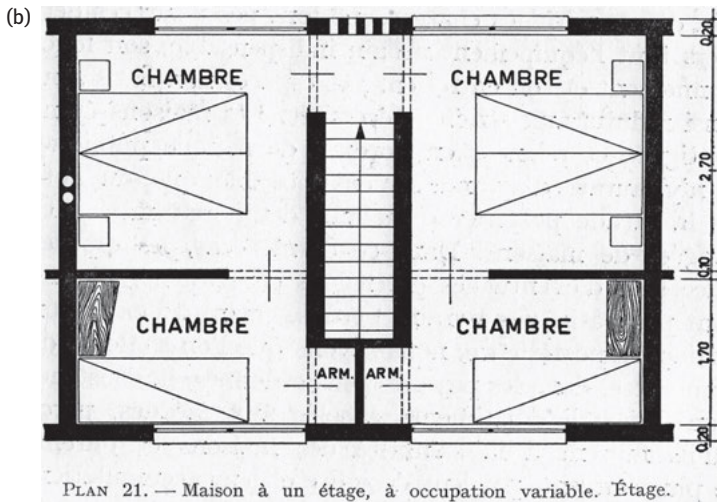 (b)
CHAMBRE
CHAMBRE
CHAMBRE
CHAMBRE
ARM.
ARM.
0,20
2,70
0,10
1,70
0,20
PLAN 21. — Maison à un étage, à occupation variable. Étage.